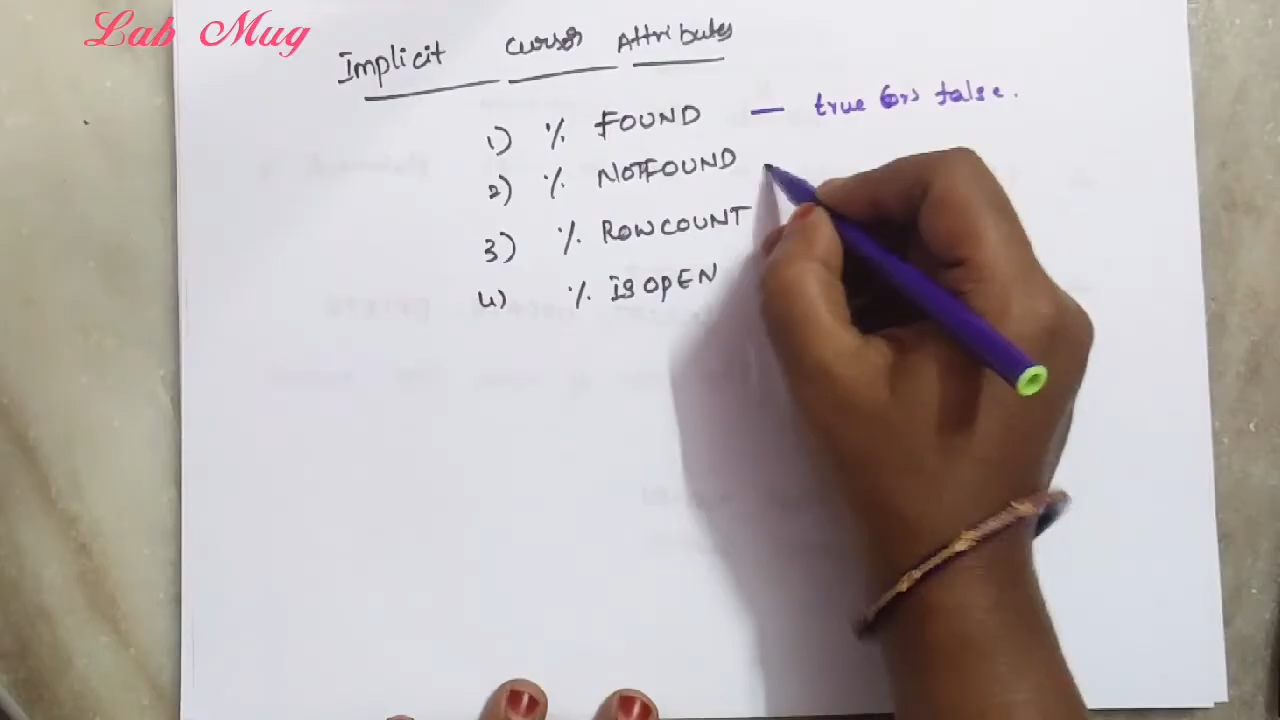 Lab Mug
Implicit Cursor Attributes
1) % FOUND — true (or) false.
2) % NOTFOUND
3) % ROWCOUNT
4) % ISOPEN